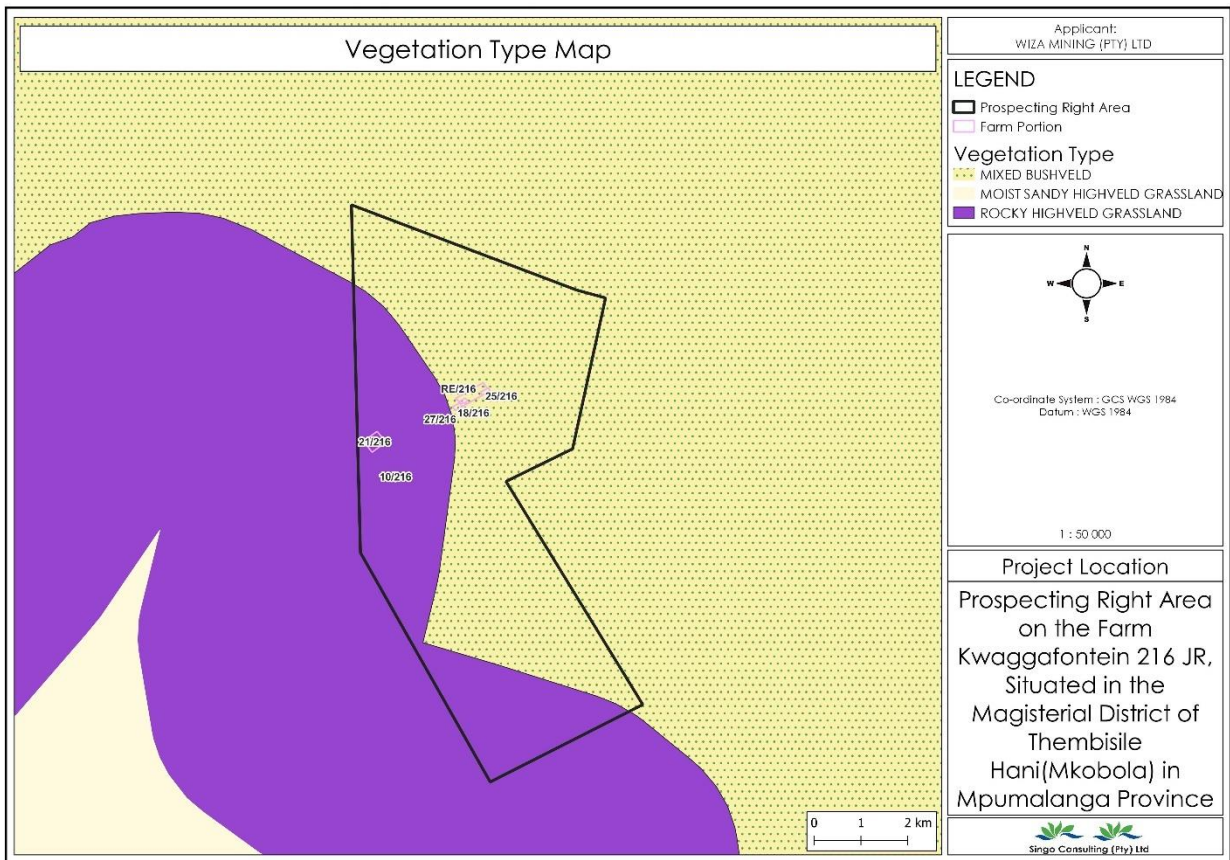 Vegetation Type Map
RE/216
25/216
18/216
27/216
21/216
10/216
0 1 2 km
Applicant:
WIZA MINING (PTY) LTD
LEGEND
Prospecting Right Area
Farm Portion
Vegetation Type
MIXED BUSHVELD
MOIST SANDY HIGHVELD GRASSLAND
ROCKY HIGHVELD GRASSLAND
N
W E
S
Co-ordinate System : GCS WGS 1984
Datum : WGS 1984
1 : 50 000
Project Location
Prospecting Right Area
on the Farm
Kwaggafontein 216 JR,
Situated in the
Magisterial District of
Thembisile
Hani(Mkobola) in
Mpumalanga Province
Singo Consulting (Pty) Ltd